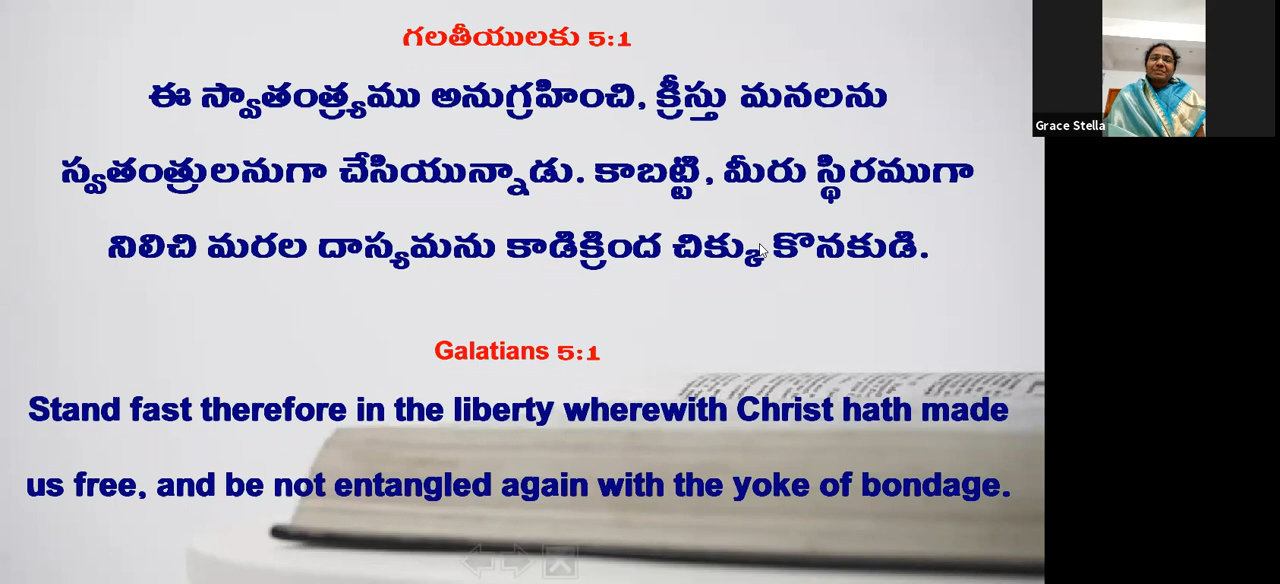 గలతీయులకు 5:1
ఈ స్వాతంత్ర్యము అనుగ్రహించి, క్రీస్తు మనలను
స్వతంత్రులనుగా చేసియున్నాడు. కాబట్టి, మీరు స్థిరముగా
నిలిచి మరల దాస్యమను కాడిక్రింద చిక్కుకొనకుడి.
Galatians 5:1
Stand fast therefore in the liberty wherewith Christ hath made
us free, and be not entangled again with the yoke of bondage.
Grace Stella